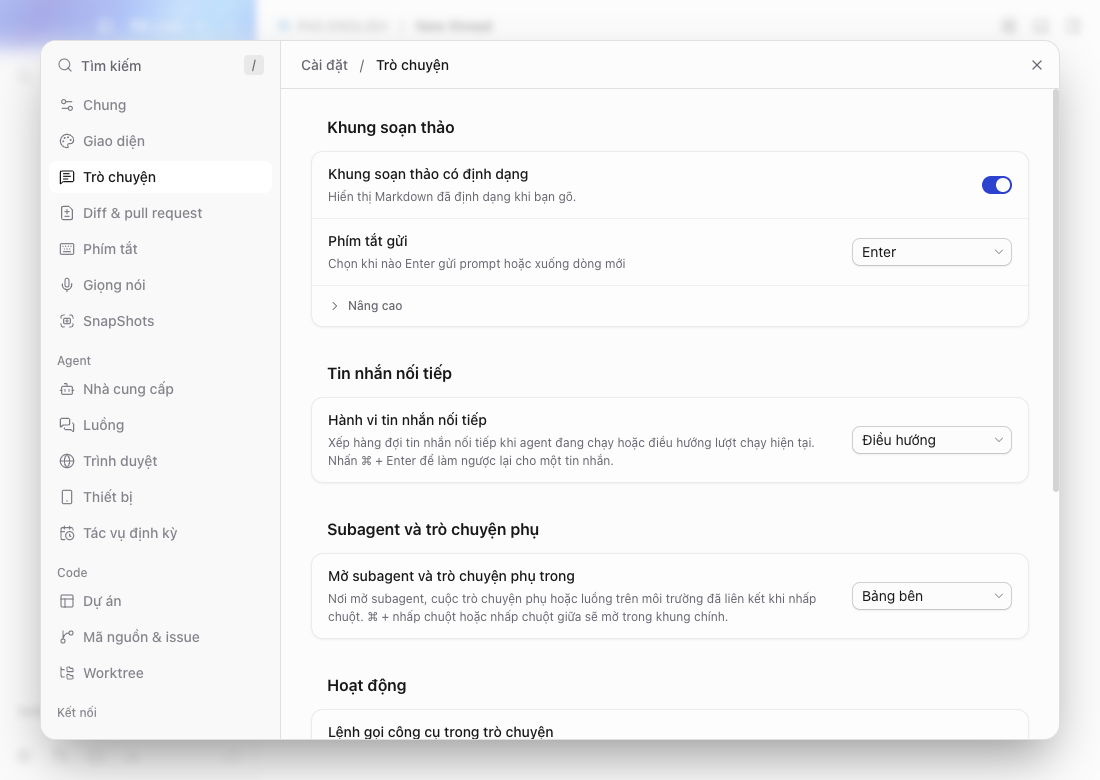 Tìm kiếm
/
Chung
Giao diện
Trò chuyện
Diff & pull request
Phím tắt
Giọng nói
SnapShots
Agent
Nhà cung cấp
Luồng
Trình duyệt
Thiết bị
Tác vụ định kỳ
Code
Dự án
Mã nguồn & issue
Worktree
Kết nối
Cài đặt / Trò chuyện
Khung soạn thảo
Khung soạn thảo có định dạng
Hiển thị Markdown đã định dạng khi bạn gõ.
Phím tắt gửi
Chọn khi nào Enter gửi prompt hoặc xuống dòng mới
Enter
Nâng cao
Tin nhắn nối tiếp
Hành vi tin nhắn nối tiếp
Xếp hàng đợi tin nhắn nối tiếp khi agent đang chạy hoặc điều hướng lượt chạy hiện tại.
Nhấn ⌘ + Enter để làm ngược lại cho một tin nhắn.
Điều hướng
Subagent và trò chuyện phụ
Mở subagent và trò chuyện phụ trong
Nơi mở subagent, cuộc trò chuyện phụ hoặc luồng trên môi trường đã liên kết khi nhấp
chuột. ⌘ + nhấp chuột hoặc nhấp chuột giữa sẽ mở trong khung chính.
Bảng bên
Hoạt động
Lệnh gọi công cụ trong trò chuyện